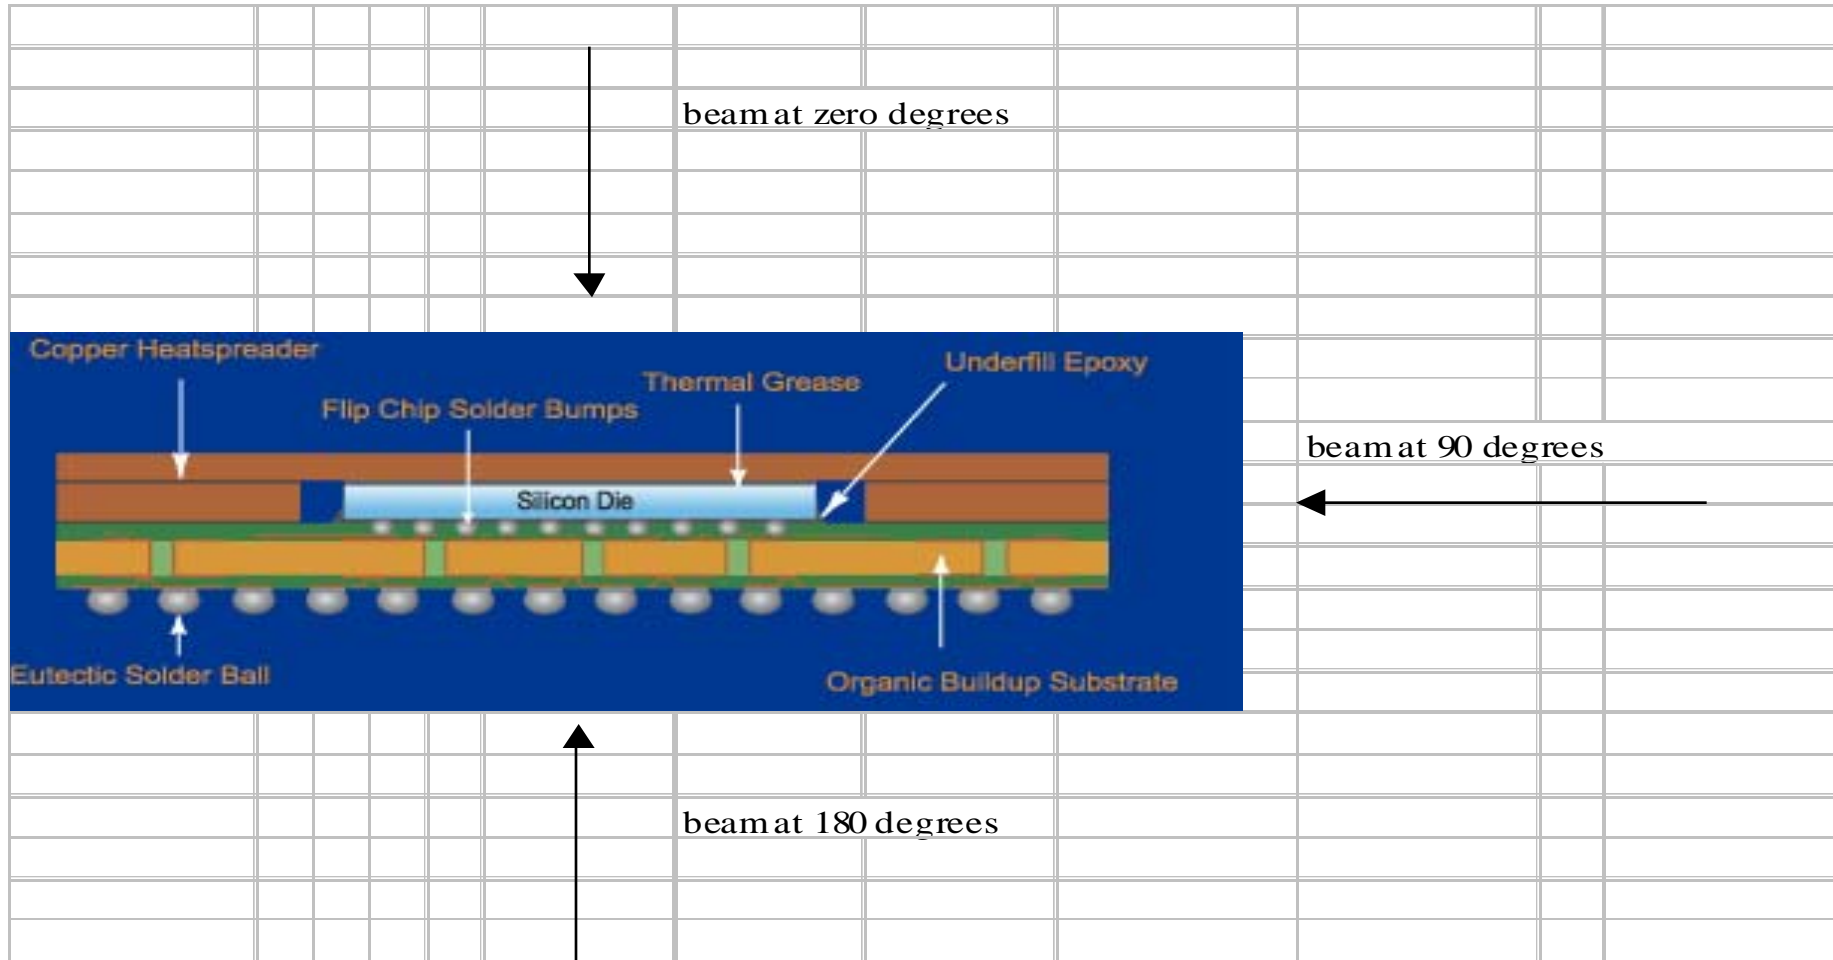 beam at zero degrees
Copper Heatspreader
Underfill Epoxy
Thermal Grease
Flip Chip Solder Bumps
beam at 90 degrees
Silicon Die
Eutectic Solder Ball
Organic Buildup Substrate
beam at 180 degrees